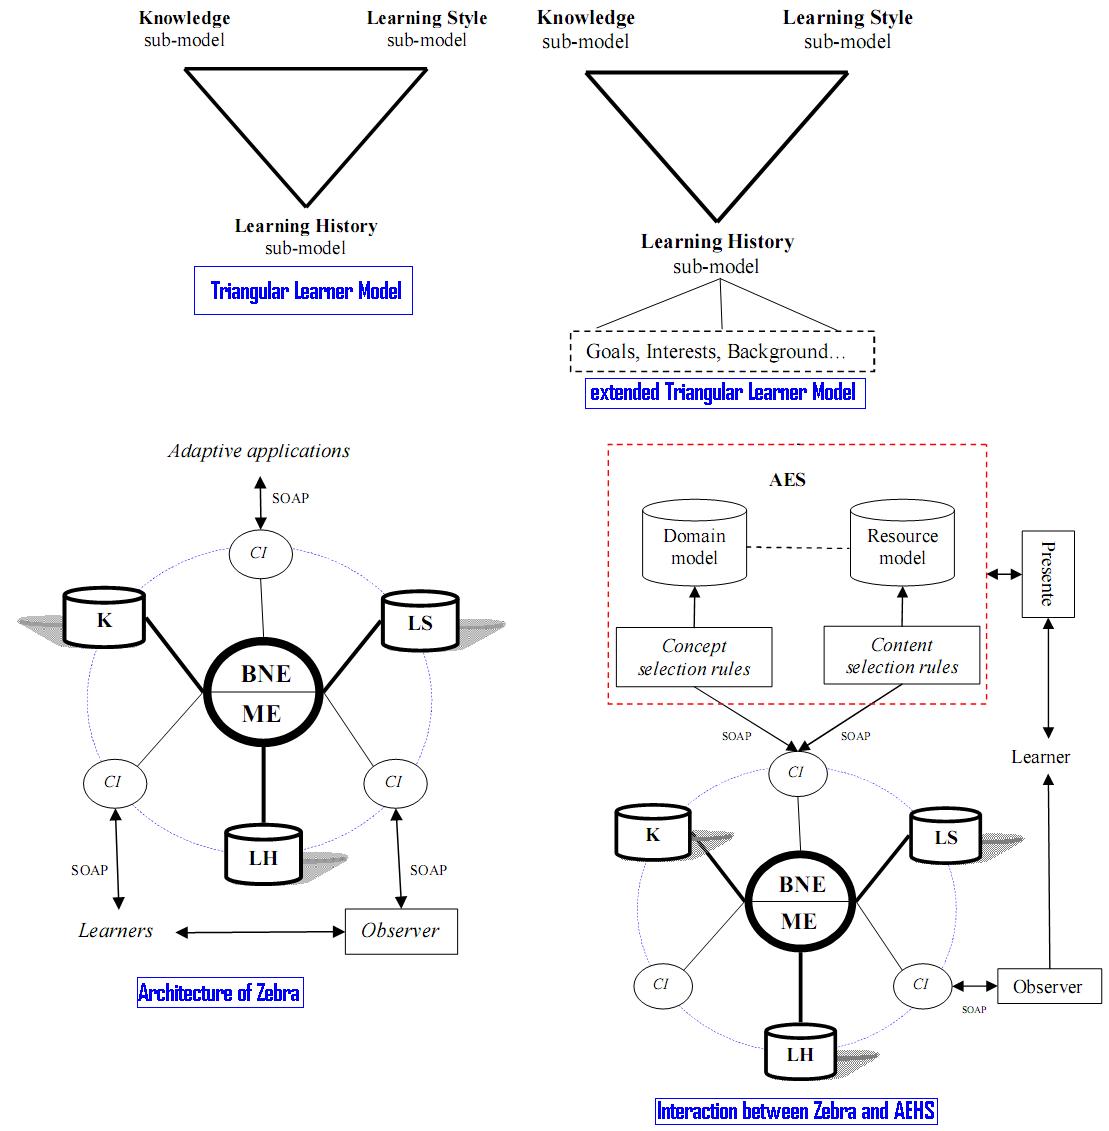 Knowledge
sub-model
Learning Style
sub-model
Learning History
sub-model
Triangular Learner Model
Knowledge
sub-model
Learning Style
sub-model
Learning History
sub-model
Goals, Interests, Background...
extended Triangular Learner Model
Adaptive applications
SOAP
CI
K
LS
BNE
ME
CI
CI
LH
SOAP
SOAP
Learners
Observer
Architecture of Zebra
AES
Domain
model
Resource
model
Presente
Concept
selection rules
Content
selection rules
SOAP
SOAP
Learner
CI
K
LS
BNE
ME
CI
CI
SOAP
Observer
LH
Interaction between Zebra and AEHS